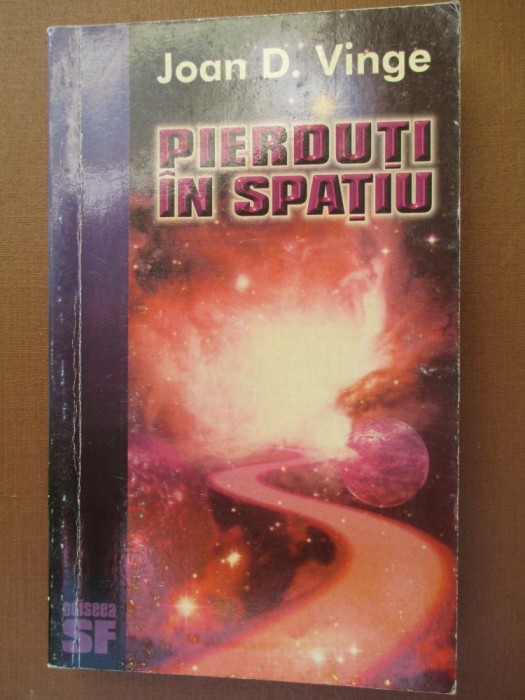 Joan D. Vinge
PIERDUȚI
ÎN SPAȚIU
odiseea
SF